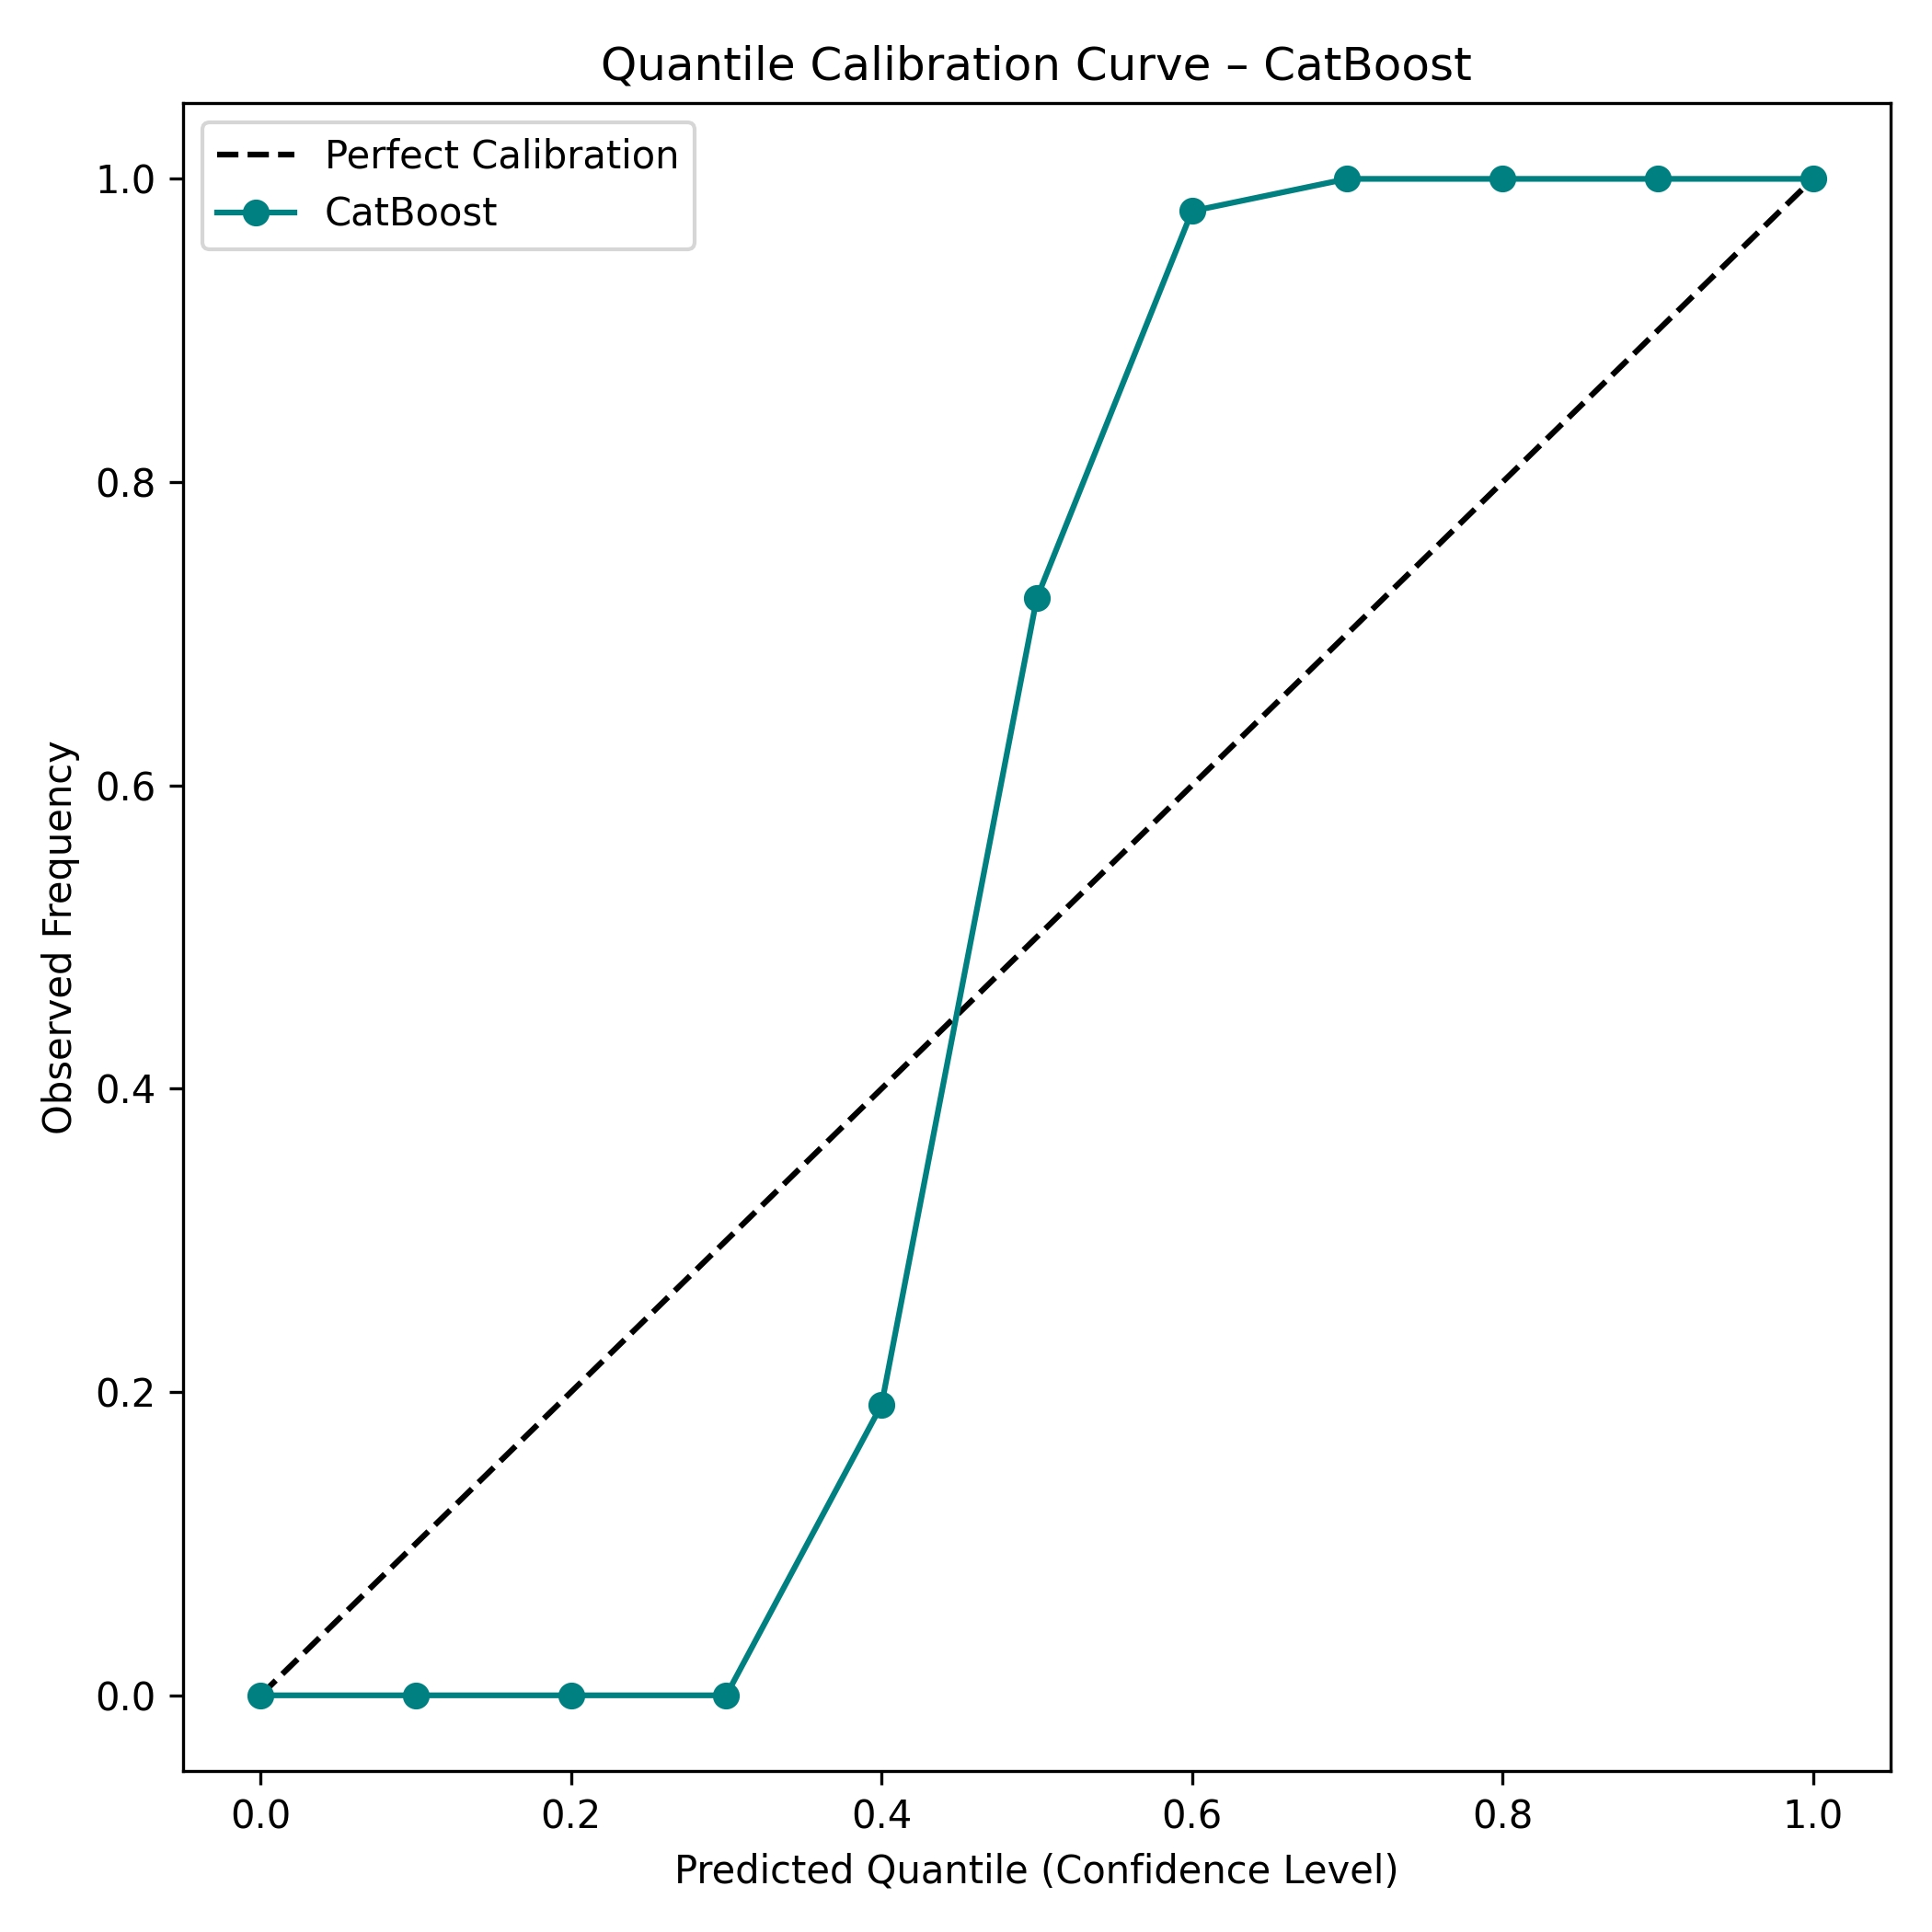 Quantile Calibration Curve – CatBoost
Perfect Calibration
CatBoost
1.0
0.8
0.6
0.4
0.2
0.0
Observed Frequency
0.0 0.2 0.4 0.6 0.8 1.0
Predicted Quantile (Confidence Level)